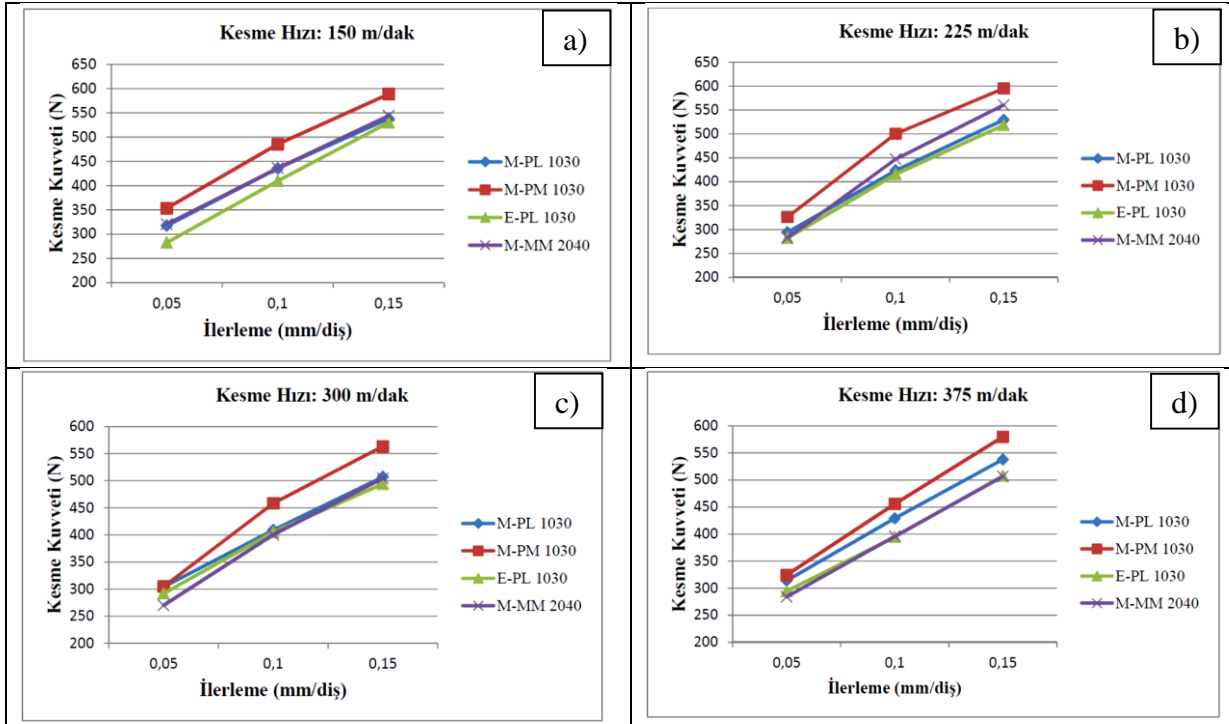 Kesme Hızı: 150 m/dak
a)
Kesme Kuvveti (N)
650
600
550
500
450
400
350
300
250
200
0,05 0,1 0,15
İlerleme (mm/diş)
M-PL 1030
M-PM 1030
E-PL 1030
M-MM 2040
Kesme Hızı: 225 m/dak
b)
Kesme Kuvveti (N)
650
600
550
500
450
400
350
300
250
200
0,05 0,1 0,15
İlerleme (mm/diş)
M-PL 1030
M-PM 1030
E-PL 1030
M-MM 2040
Kesme Hızı: 300 m/dak
c)
Kesme Kuvveti (N)
600
550
500
450
400
350
300
250
200
0,05 0,1 0,15
İlerleme (mm/diş)
M-PL 1030
M-PM 1030
E-PL 1030
M-MM 2040
Kesme Hızı: 375 m/dak
d)
Kesme Kuvveti (N)
600
550
500
450
400
350
300
250
200
0,05 0,1 0,15
İlerleme (mm/diş)
M-PL 1030
M-PM 1030
E-PL 1030
M-MM 2040